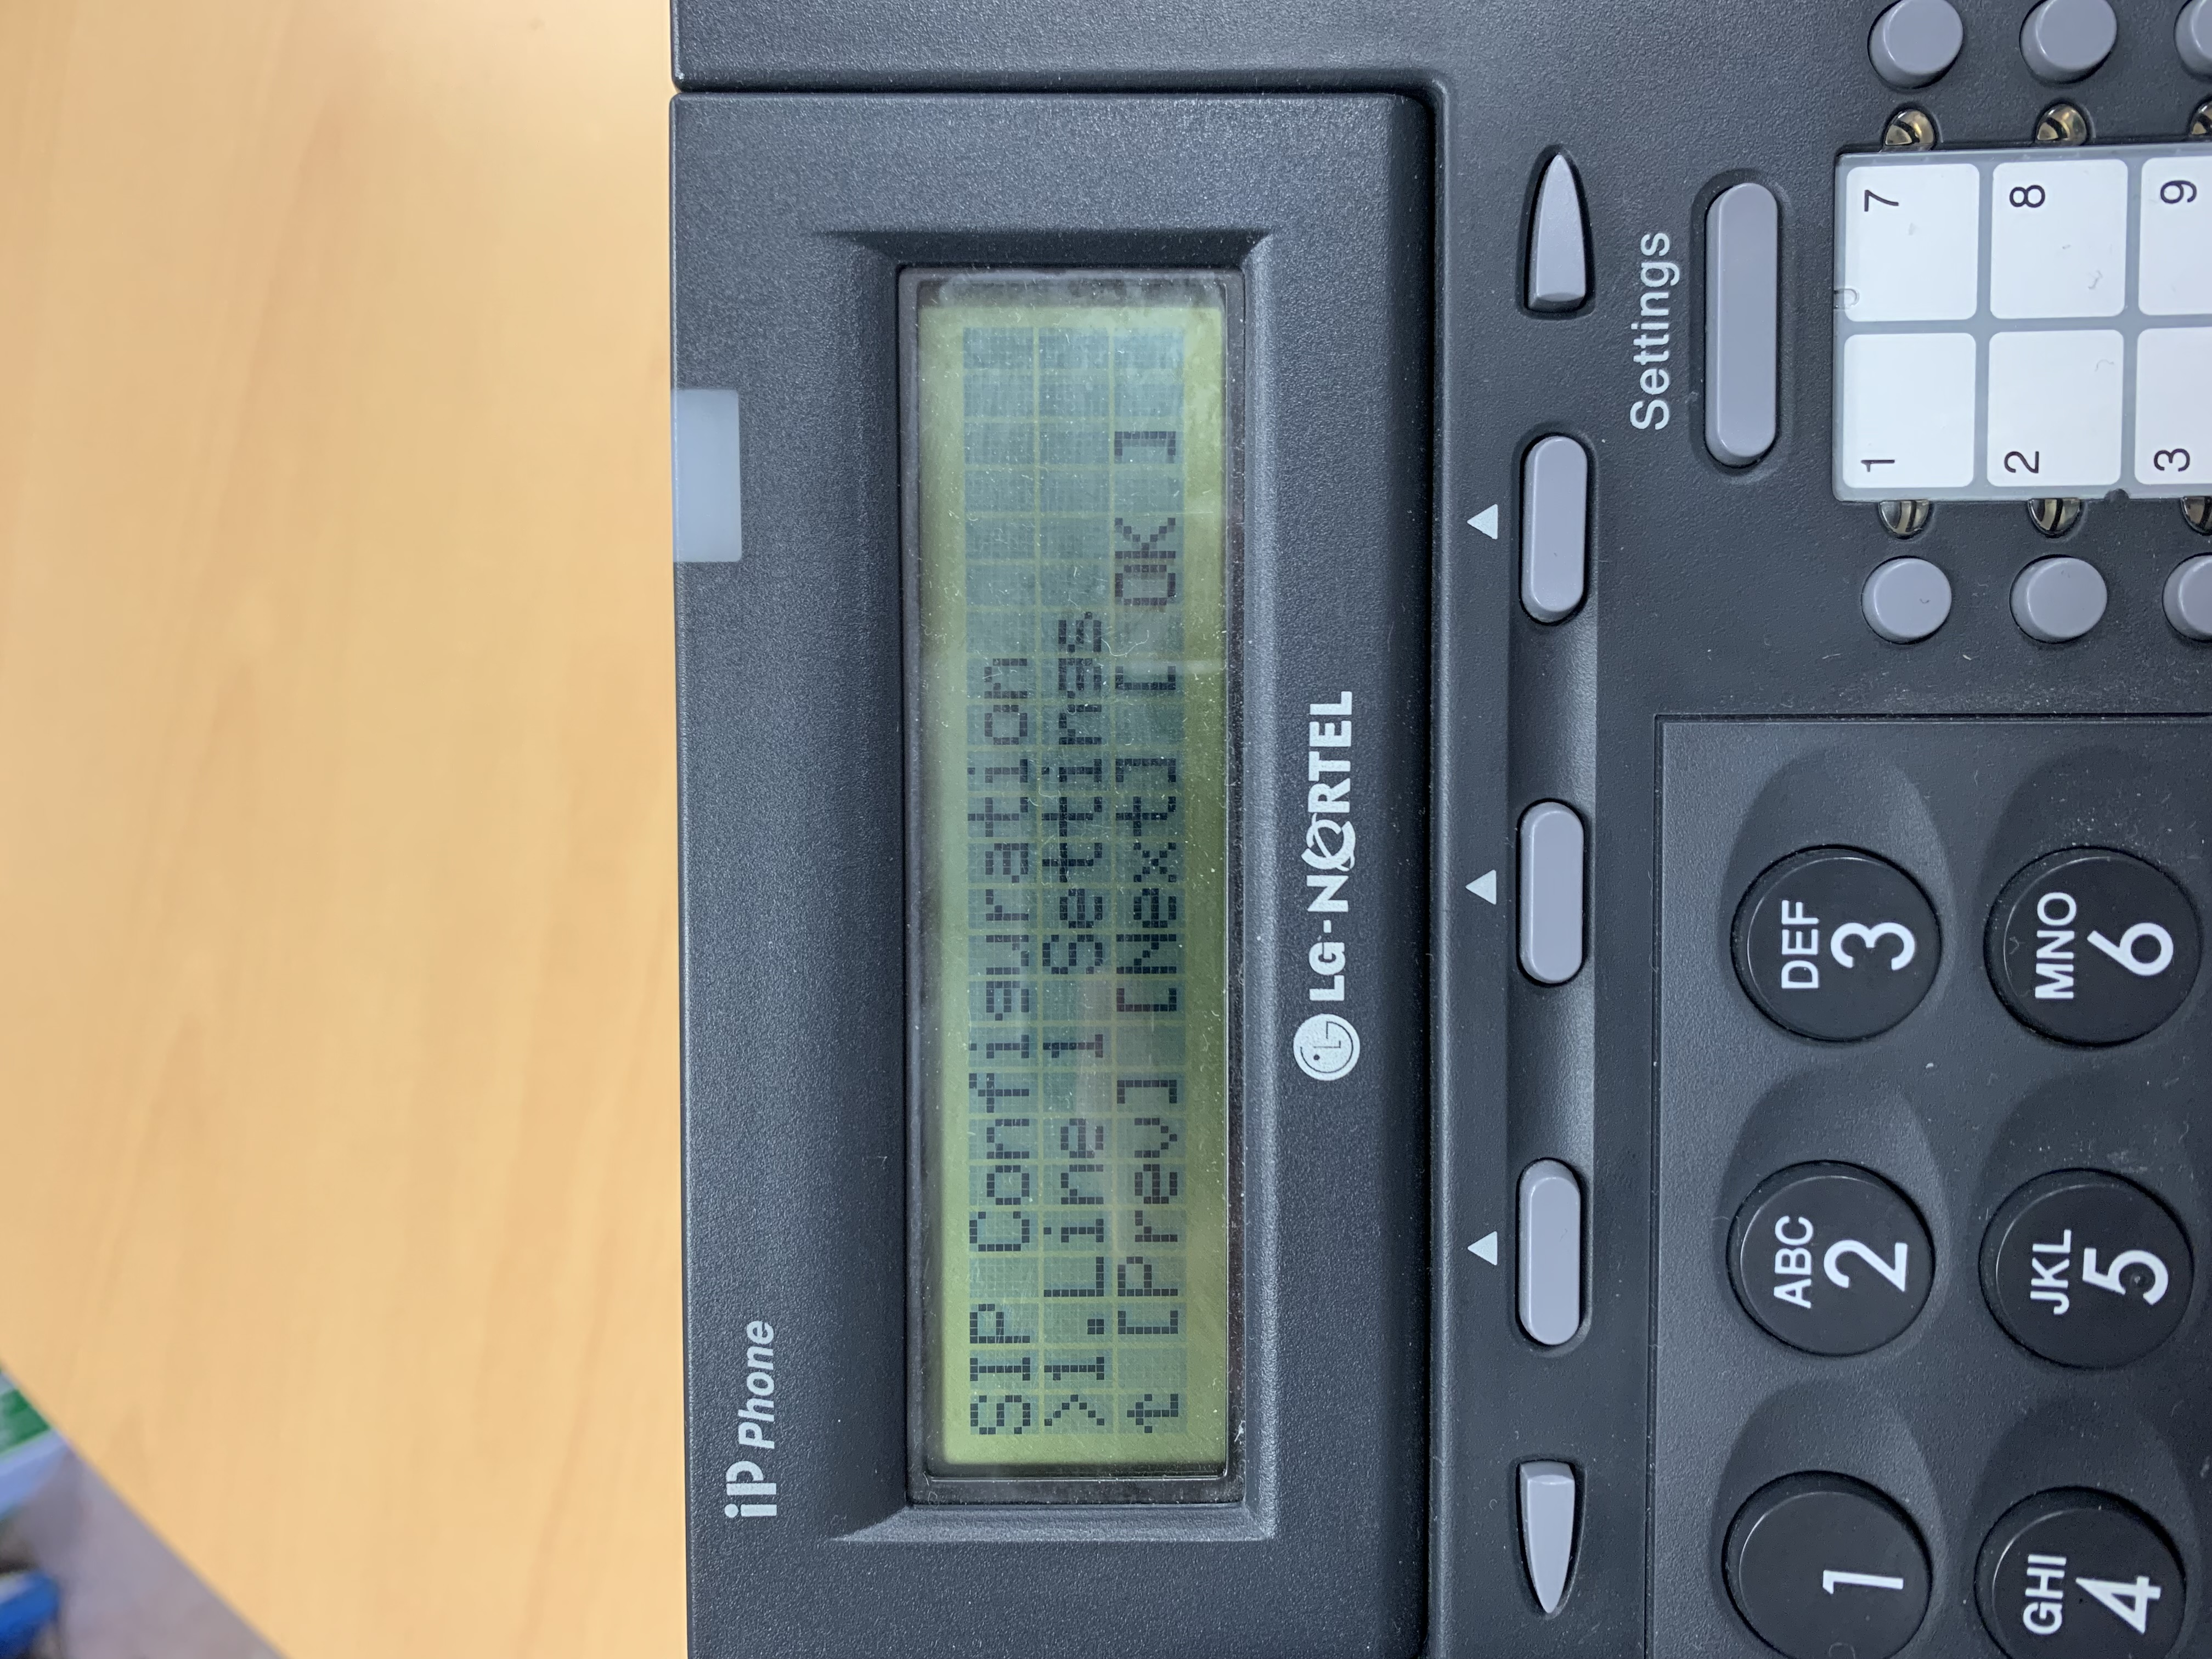 iP Phone
SIP Configuration
>1.Line 1 Settings
t [Prev] [Next] [ OK ]
LG-NORTEL
Settings
1
ABC
2
DEF
3
GHI
4
JKL
5
MNO
6
1 7
2 8
3 9